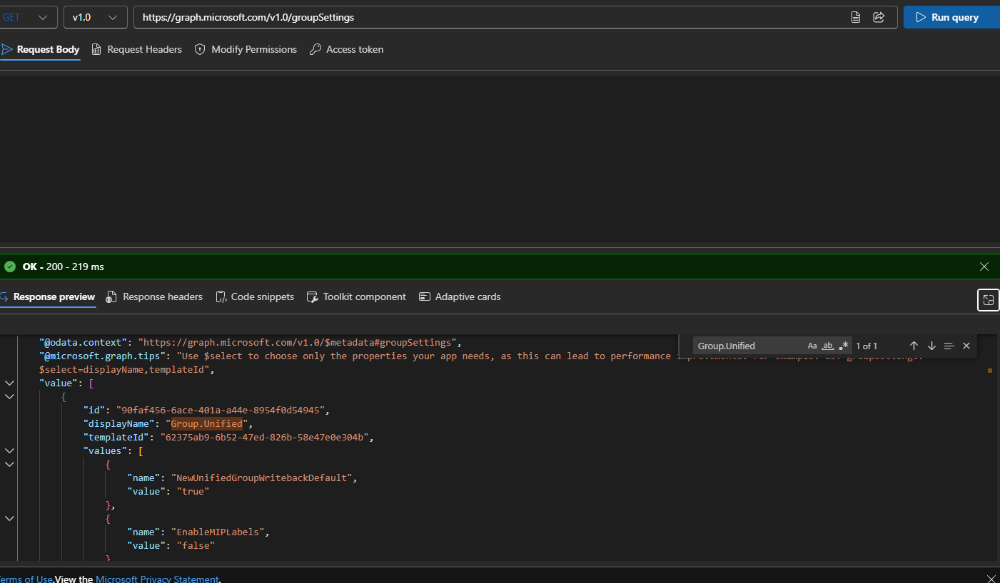 GET v1.0 https://graph.microsoft.com/v1.0/groupSettings Run query
Request Body Request Headers Modify Permissions Access token
OK - 200 - 219 ms
Response preview Response headers Code snippets Toolkit component Adaptive cards
Group.Unified Aa ab .* 1 of 1
"@odata.context": "https://graph.microsoft.com/v1.0/$metadata#groupSettings",
"@microsoft.graph.tips": "Use $select to choose only the properties your app needs, as this can lead to performance improvements. For example: GET groupSettings?
$select=displayName,templateId",
"value": [
{
"id": "90faf456-6ace-401a-a44e-8954f0d54945",
"displayName": "Group.Unified",
"templateId": "62375ab9-6b52-47ed-826b-58e47e0e304b",
"values": [
{
"name": "NewUnifiedGroupWritebackDefault",
"value": "true"
},
{
"name": "EnableMIPLabels",
"value": "false"
}
Terms of Use.View the Microsoft Privacy Statement.